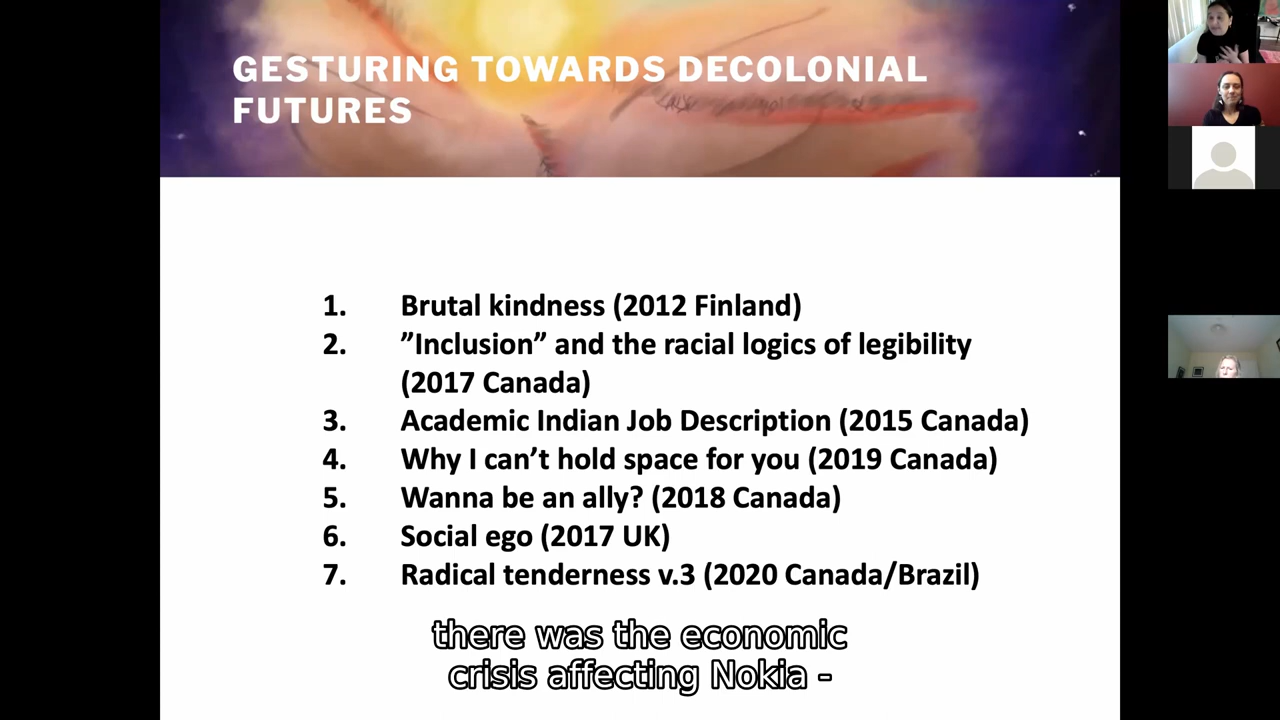 GESTURING TOWARDS DECOLONIAL
FUTURES
1. Brutal kindness (2012 Finland)
2. ”Inclusion” and the racial logics of legibility
(2017 Canada)
3. Academic Indian Job Description (2015 Canada)
4. Why I can’t hold space for you (2019 Canada)
5. Wanna be an ally? (2018 Canada)
6. Social ego (2017 UK)
7. Radical tenderness v.3 (2020 Canada/Brazil)
there was the economic
crisis affecting Nokia -